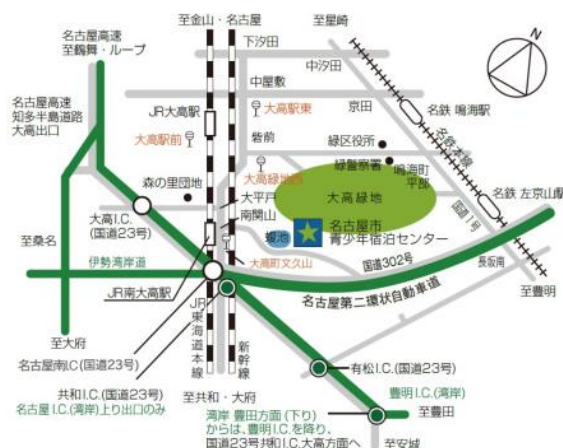 至金山・名古屋
至星崎
名古屋高速
至鶴舞・ループ
下汐田
中汐田
中屋敷
名古屋高速
知多半島道路
大高出口
JR大高駅
大高駅東
京田
名鉄 鳴海駅
大高駅前
砦前
緑区役所
名鉄本線
緑警察署
鳴海町
平部
大高緑地西
森の里団地
大平戸
大高緑地
国道1号
名鉄 左京山駅
大高I.C.
(国道23号)
南関山
琵琶池
名古屋市
青少年宿泊センター
至桑名
伊勢湾岸道
大高町文久山
国道302号
長坂南
JR南大高駅
名古屋第二環状自動車道
至豊明
至大府
JR東海道本線
新幹線
名古屋南I.C(国道23号)
有松I.C.(国道23号)
共和I.C.(国道23号)
名古屋I.C.(湾岸)上り出口のみ
至共和・大府
豊明I.C.(湾岸)
至豊田
湾岸 豊田方面(下り)
からは、豊明I.C.を降り、
国道23号共和I.C.大高方面へ
至安城